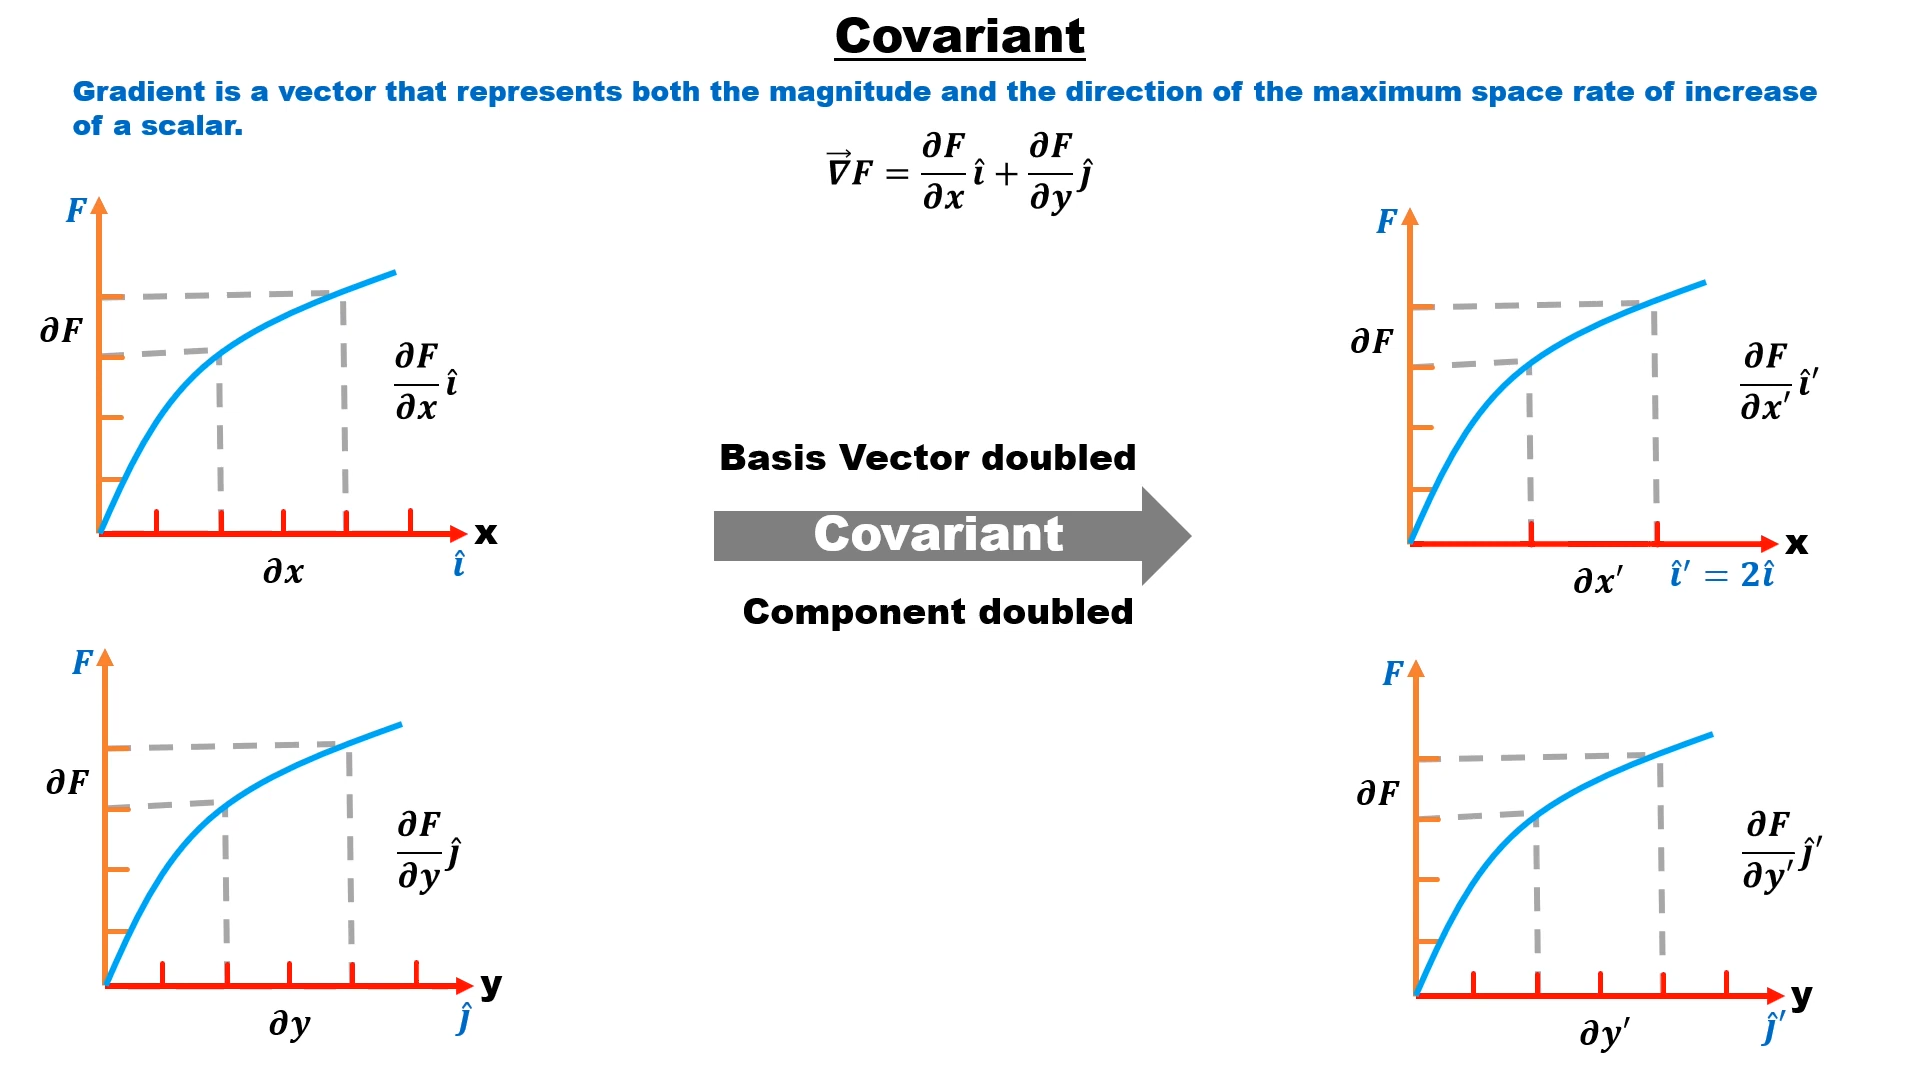 Covariant
Gradient is a vector that represents both the magnitude and the direction of the maximum space rate of increase
of a scalar.
∇⃗F = ∂F/∂x î + ∂F/∂y ĵ
F
∂F
∂F/∂x î
x
∂x
î
F
∂F
∂F/∂x′ î′
x
∂x′
î′ = 2î
Basis Vector doubled
Covariant
Component doubled
F
∂F
∂F/∂y ĵ
y
∂y
ĵ
F
∂F
∂F/∂y′ ĵ′
y
∂y′
ĵ′